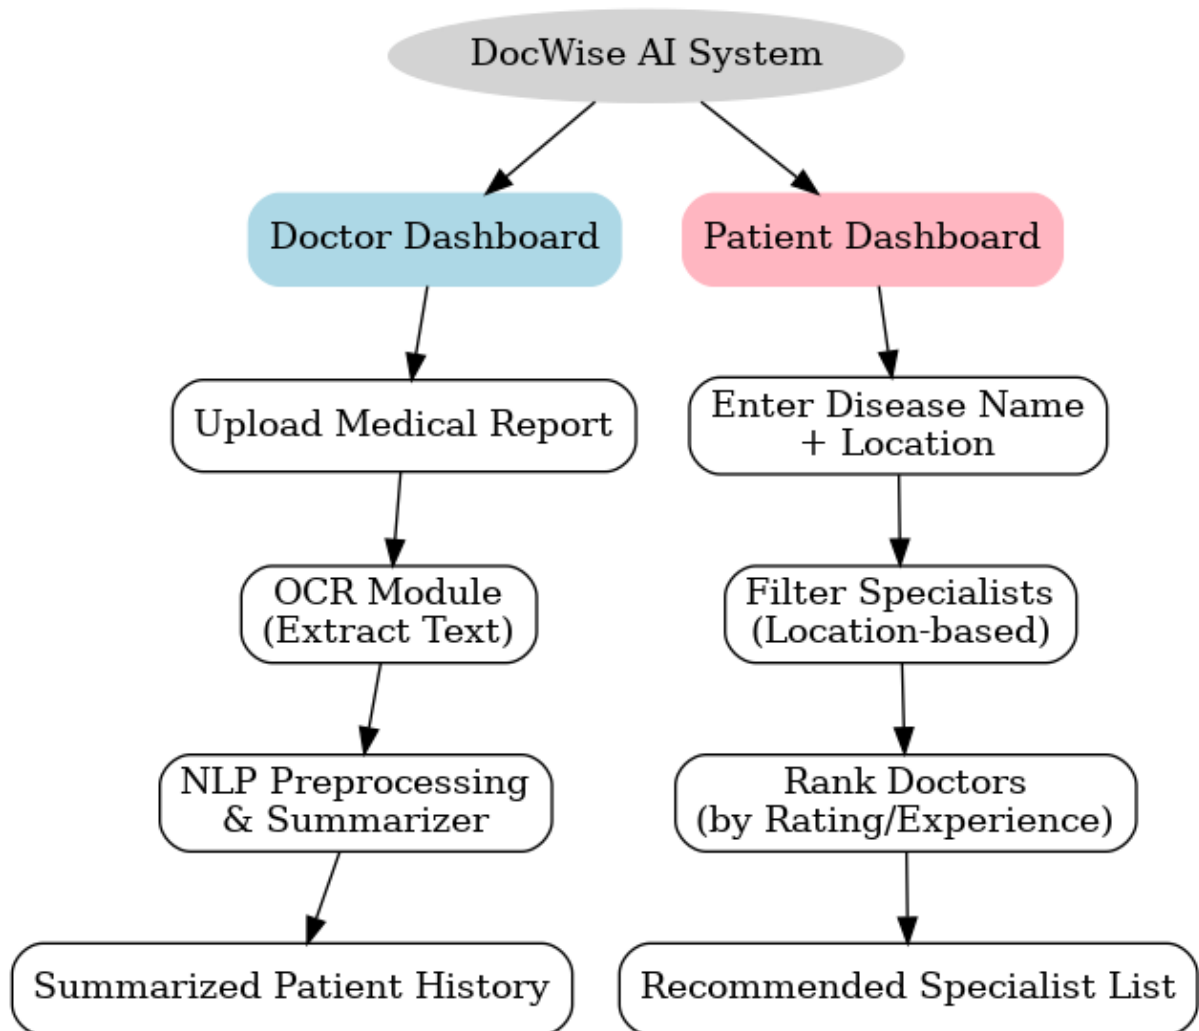 DocWise AI System
Doctor Dashboard
Patient Dashboard
Upload Medical Report
Enter Disease Name
+ Location
OCR Module
(Extract Text)
Filter Specialists
(Location-based)
NLP Preprocessing
& Summarizer
Rank Doctors
(by Rating/Experience)
Summarized Patient History
Recommended Specialist List